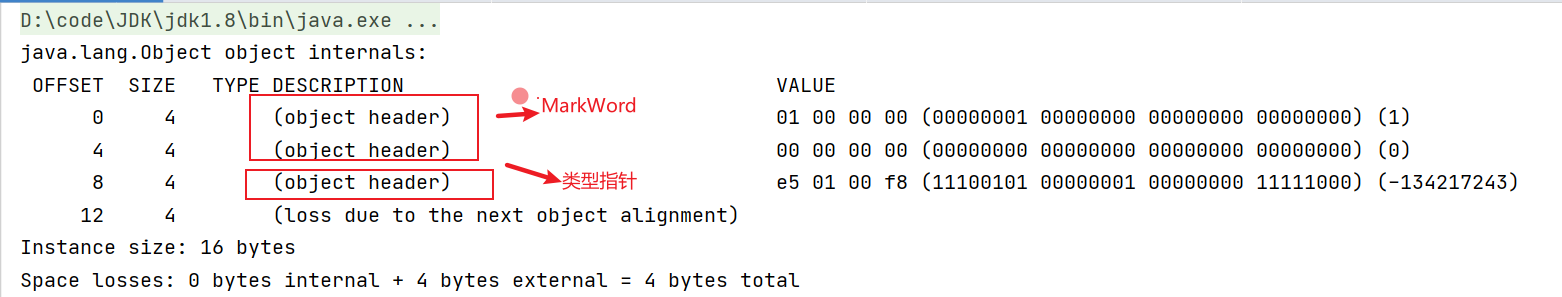 D:\code\JDK\jdk1.8\bin\java.exe ...
java.lang.Object object internals:
OFFSET  SIZE   TYPE DESCRIPTION                               VALUE
0     4        (object header)    MarkWord    01 00 00 00 (00000001 00000000 00000000 00000000) (1)
4     4        (object header)    00 00 00 00 (00000000 00000000 00000000 00000000) (0)
8     4        (object header)    类型指针    e5 01 00 f8 (11100101 00000001 00000000 11111000) (-134217243)
12     4        (loss due to the next object alignment)
Instance size: 16 bytes
Space losses: 0 bytes internal + 4 bytes external = 4 bytes total